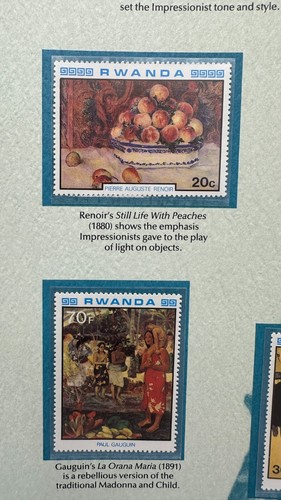 set the Impressionist tone and style.
RWANDA
PIERRE AUGUSTE RENOIR
20c
Renoir's Still Life With Peaches
(1880) shows the emphasis
Impressionists gave to the play
of light on objects.
RWANDA
70F
PAUL GAUGUIN
Gauguin's La Orana Maria (1891)
is a rebellious version of the
traditional Madonna and Child.